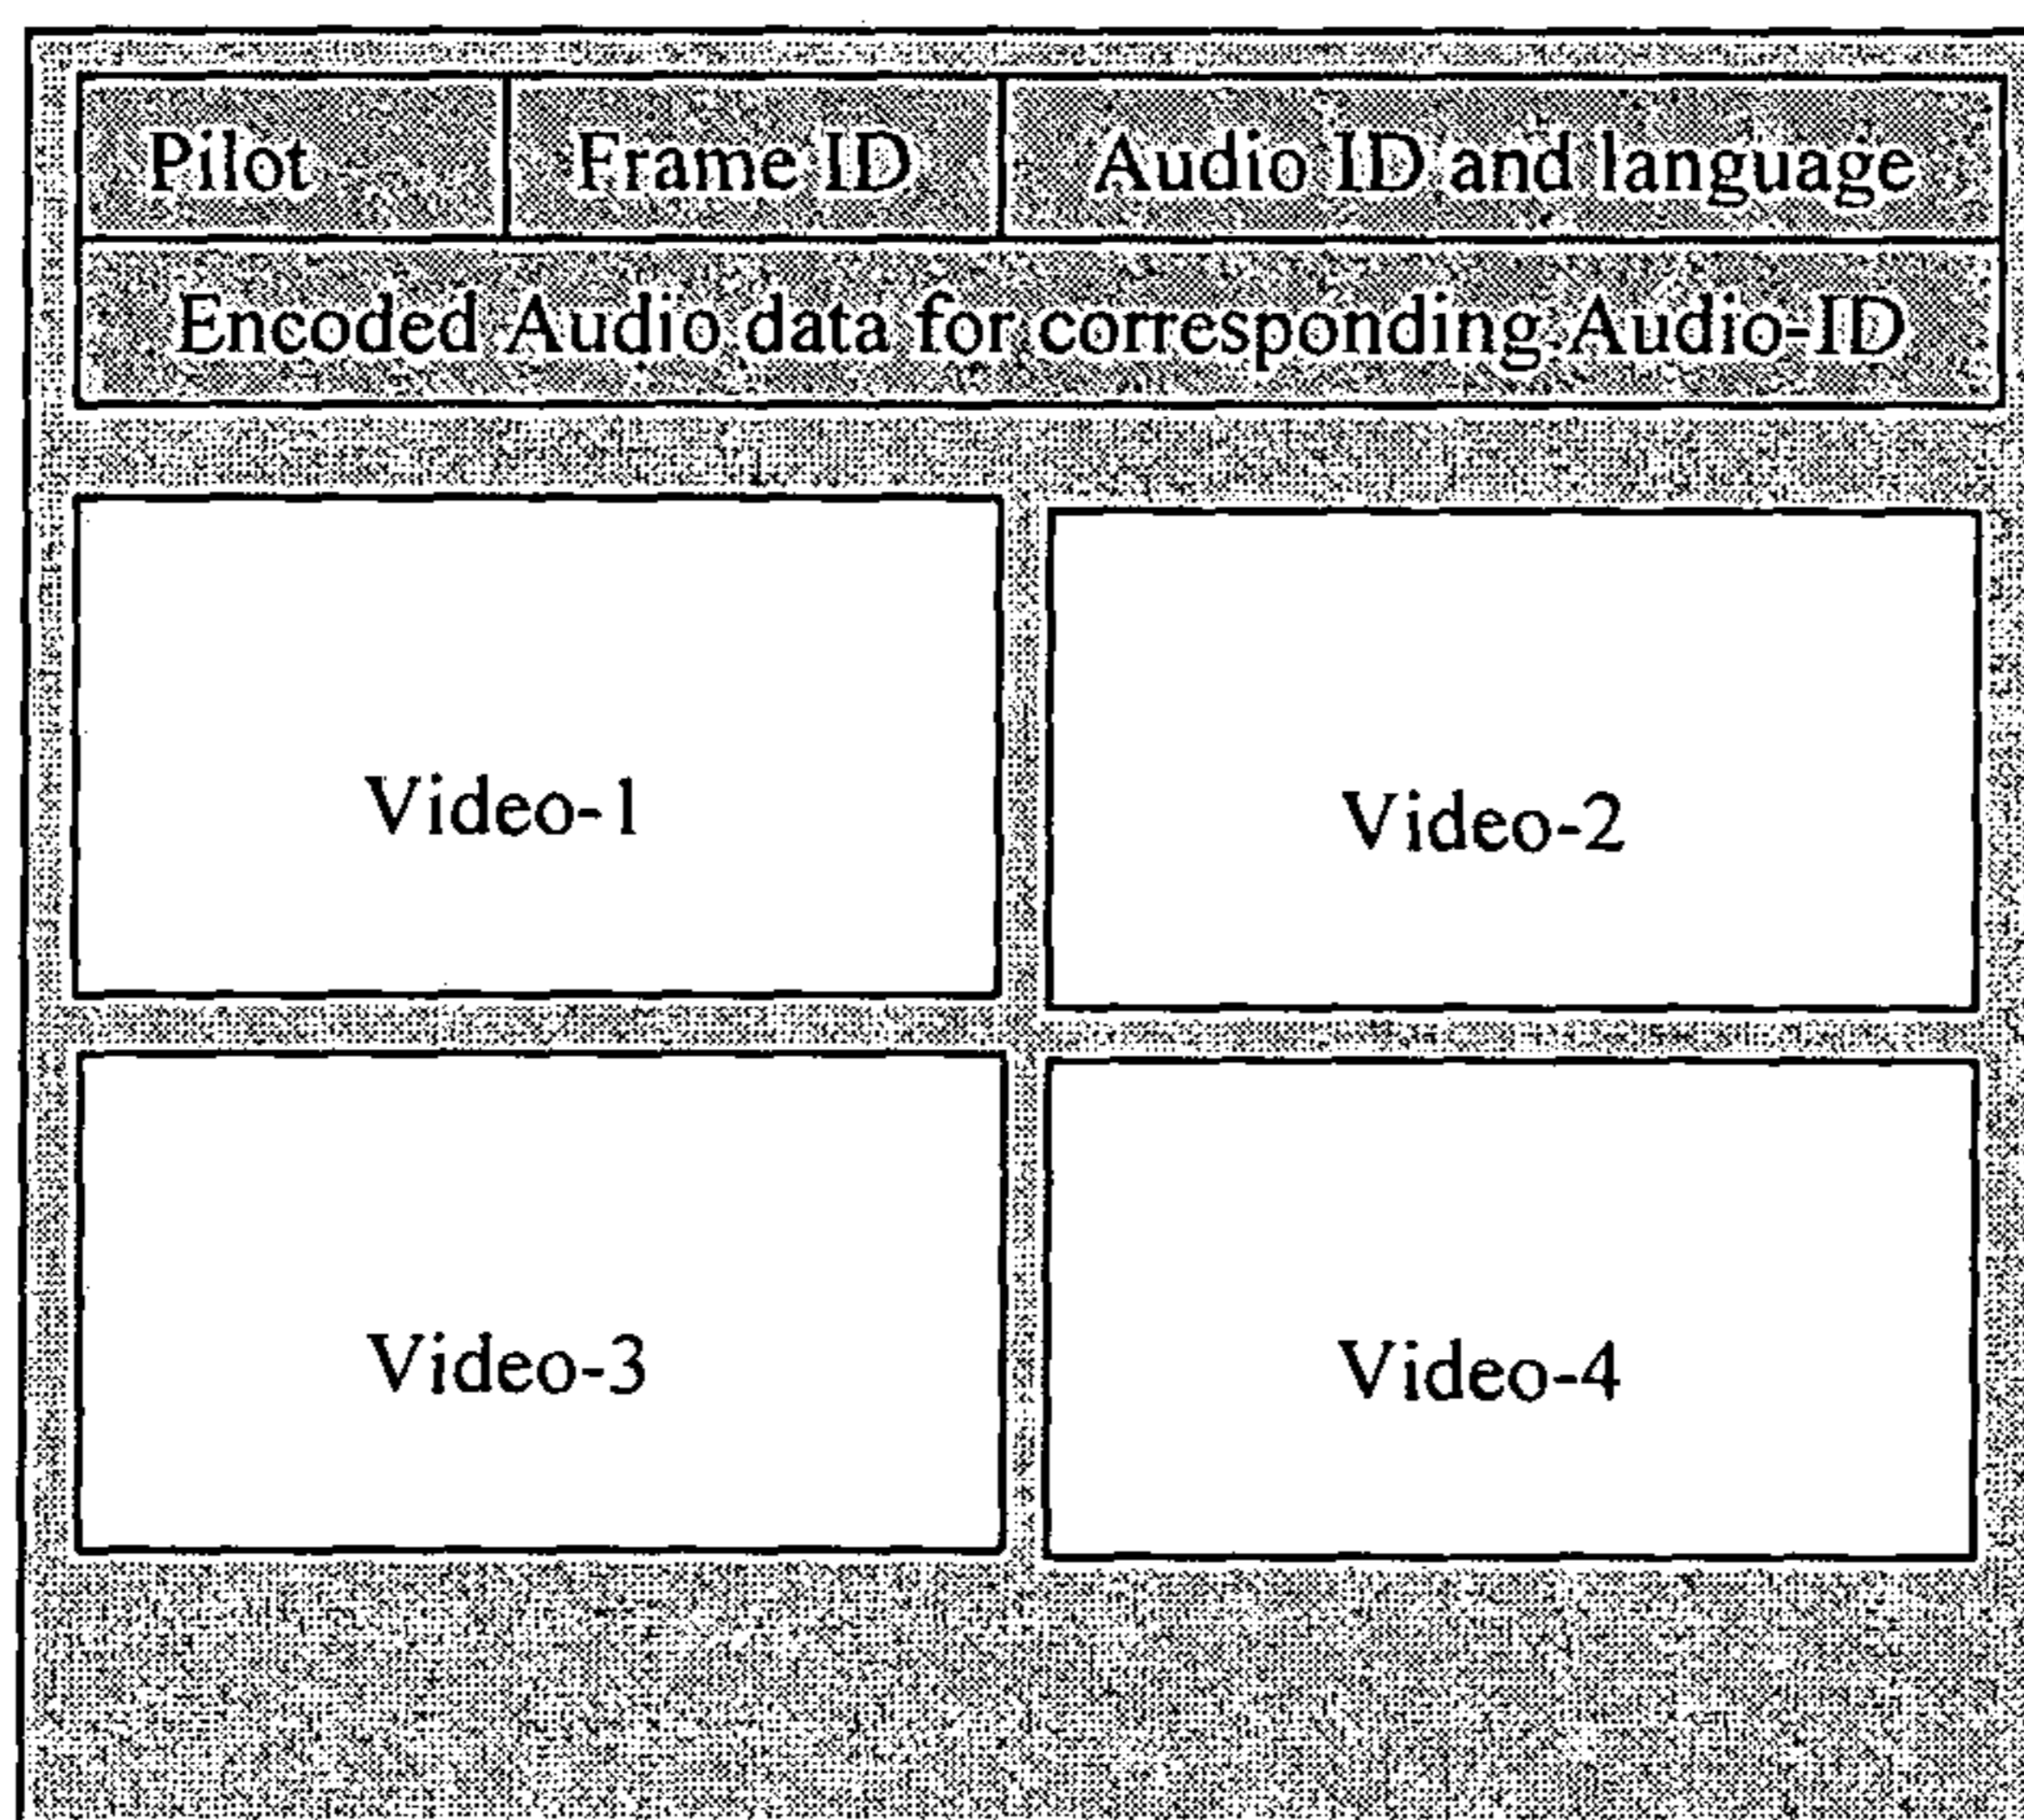 Pilot Frame ID Audio ID and language
Encoded Audio data for corresponding Audio-ID
Video-1 Video-2
Video-3 Video-4